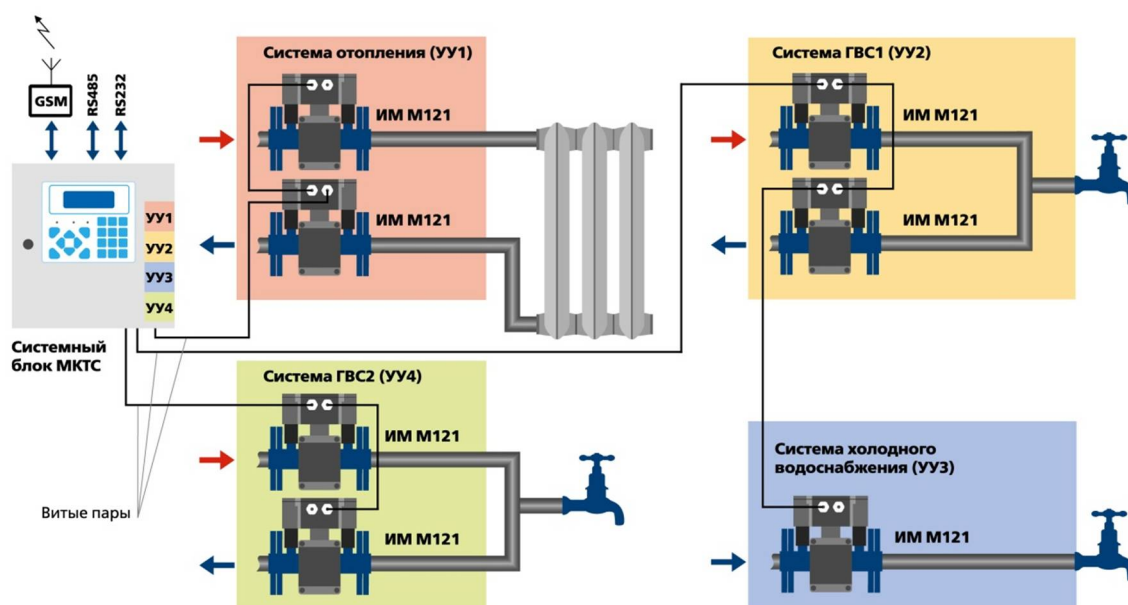 GSM
RS485
RS232
УУ1
УУ2
УУ3
УУ4
Системный
блок МКТС
Витые пары
Система отопления (УУ1)
ИМ М121
ИМ М121
Система ГВС1 (УУ2)
ИМ М121
ИМ М121
Система ГВС2 (УУ4)
ИМ М121
ИМ М121
Система холодного
водоснабжения (УУ3)
ИМ М121